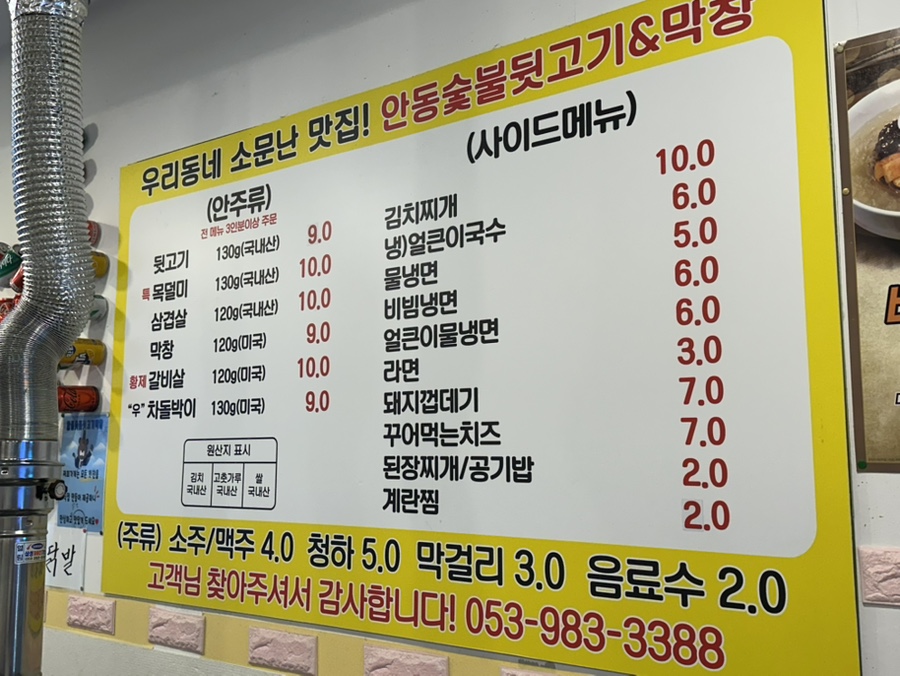 우리동네 소문난 맛집! 안동숯불뒷고기&막창
(안주류)
전 메뉴 3인분이상 주문
뒷고기 130g(국내산) 9.0
특 목덜미 130g(국내산) 10.0
삼겹살 120g(국내산) 10.0
막창 120g(미국) 9.0
황제 갈비살 120g(미국) 10.0
"우" 차돌박이 130g(미국) 9.0
원산지 표시
김치 국내산
고춧가루 국내산
쌀 국내산
(사이드메뉴)
김치찌개 10.0
냉)얼큰이국수 6.0
물냉면 5.0
비빔냉면 6.0
얼큰이물냉면 6.0
라면 3.0
돼지껍데기 7.0
꾸어먹는치즈 7.0
된장찌개/공기밥 2.0
계란찜 2.0
(주류) 소주/맥주 4.0 청하 5.0 막걸리 3.0 음료수 2.0
고객님 찾아주셔서 감사합니다! 053-983-3388
닭발